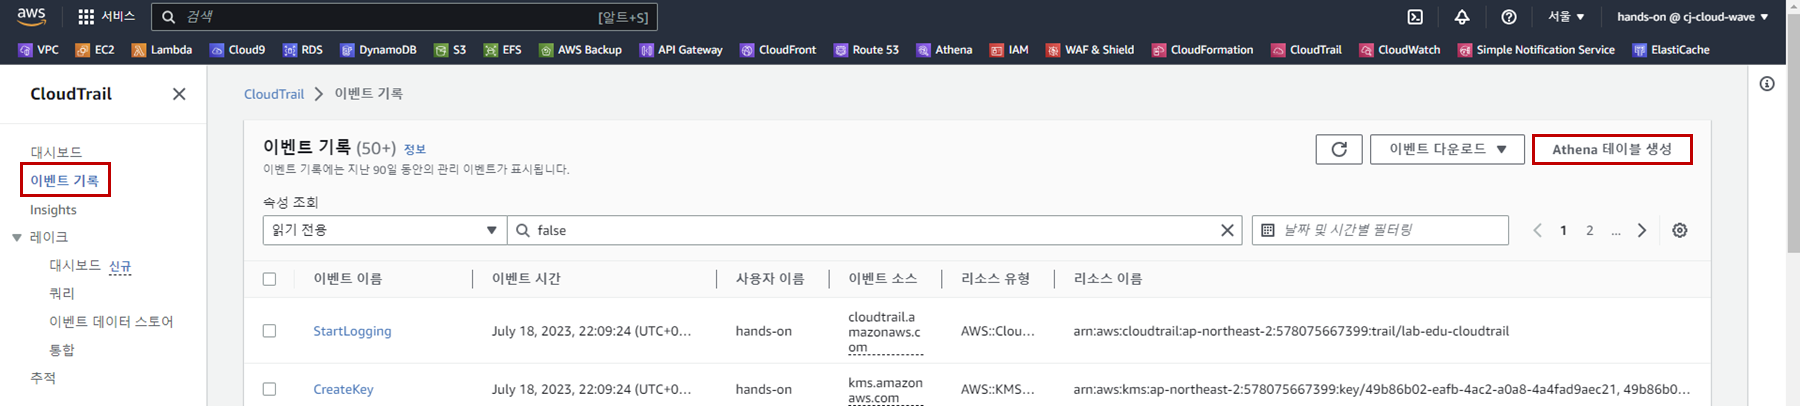 aws 서비스 검색 [알트+S] 서울 ▼ hands-on @ cj-cloud-wave ▼
VPC EC2 Lambda Cloud9 RDS DynamoDB S3 EFS AWS Backup API Gateway CloudFront Route 53 Athena IAM WAF & Shield CloudFormation CloudTrail CloudWatch Simple Notification Service ElastiCache
CloudTrail
대시보드
이벤트 기록
Insights
레이크
대시보드 신규
쿼리
이벤트 데이터 스토어
통합
추적
CloudTrail > 이벤트 기록
이벤트 기록 (50+) 정보
이벤트 기록에는 지난 90일 동안의 관리 이벤트가 표시됩니다.
이벤트 다운로드 ▼
Athena 테이블 생성
속성 조회
읽기 전용 ▼ false 날짜 및 시간별 필터링 1 2 ...
이벤트 이름 이벤트 시간 사용자 이름 이벤트 소스 리소스 유형 리소스 이름
StartLogging July 18, 2023, 22:09:24 (UTC+0... hands-on cloudtrail.a
mazonaws.c
om AWS::Clou... arn:aws:cloudtrail:ap-northeast-2:578075667399:trail/lab-edu-cloudtrail
CreateKey July 18, 2023, 22:09:24 (UTC+0... hands-on kms.amazon
aws.com AWS::KMS... arn:aws:kms:ap-northeast-2:578075667399:key/49b86b02-eafb-4ac2-a0a8-4a4fad9aec21, 49b86b0...